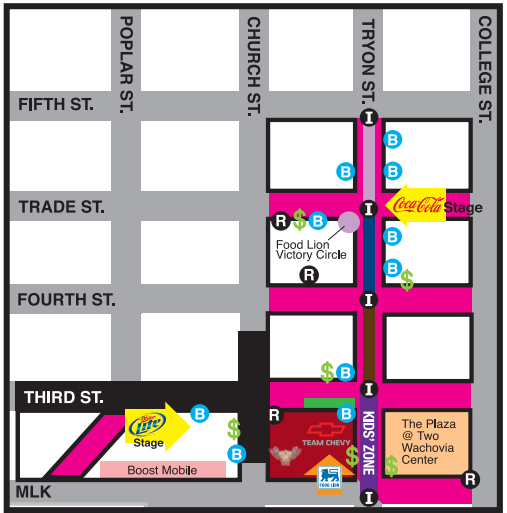 POPLAR ST.
CHURCH ST.
TRYON ST.
COLLEGE ST.
FIFTH ST.
I
B
B
B
TRADE ST.
I
Coca-Cola Stage
R
$
B
Food Lion
Victory Circle
B
B
$
R
FOURTH ST.
I
$
B
THIRD ST.
I
Miller
Lite
Stage
B
$
B
R
B
TEAM CHEVY
FOOD LION
$
KIDS' ZONE
$
The Plaza
@ Two
Wachovia
Center
R
Boost Mobile
MLK
I